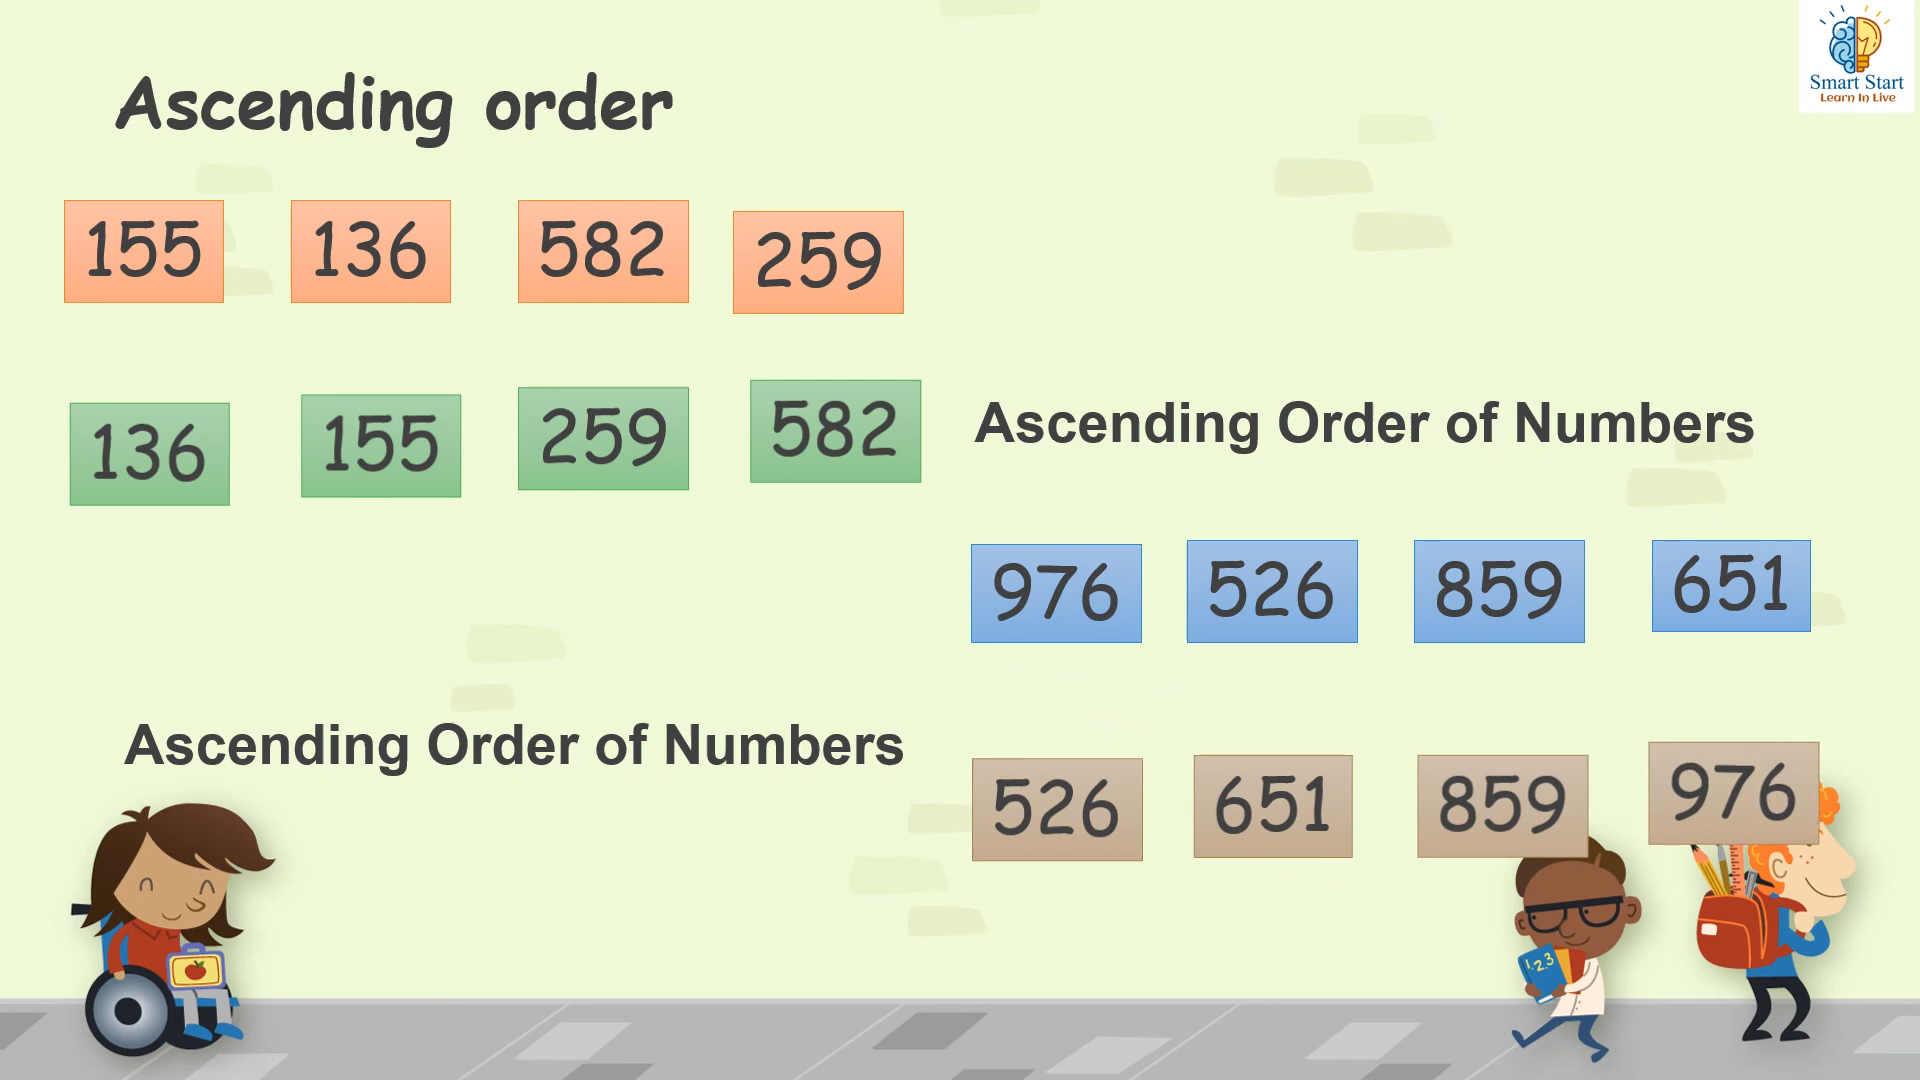 Ascending order
Smart Start
Learn In Live
155 136 582 259
136 155 259 582
Ascending Order of Numbers
976 526 859 651
Ascending Order of Numbers
526 651 859 976
1.2.3